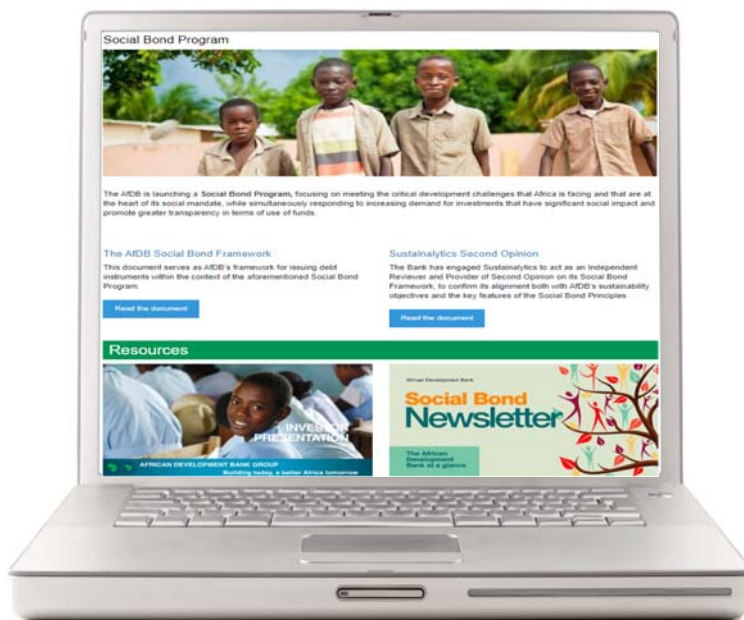 Social Bond Program
The AfDB is launching a Social Bond Program, focusing on meeting the critical development challenges that Africa is facing and that are at
the heart of its social mandate, while simultaneously responding to increasing demand for investments that have significant social impact and
promote greater transparency in terms of use of funds.
The AfDB Social Bond Framework
This document serves as AfDB's framework for issuing debt
instruments within the context of the aforementioned Social Bond
Program.
Read the document
Sustainalytics Second Opinion
The Bank has engaged Sustainalytics to act as an Independent
Reviewer and Provider of Second Opinion on its Social Bond
Framework, to confirm its alignment both with AfDB's sustainability
objectives and the key features of the Social Bond Principles.
Read the document
Resources
INVESTOR
PRESENTATION
AFRICAN DEVELOPMENT BANK GROUP
Building today, a better Africa tomorrow
African Development Bank
Social Bond
Newsletter
The African
Development
Bank at a glance